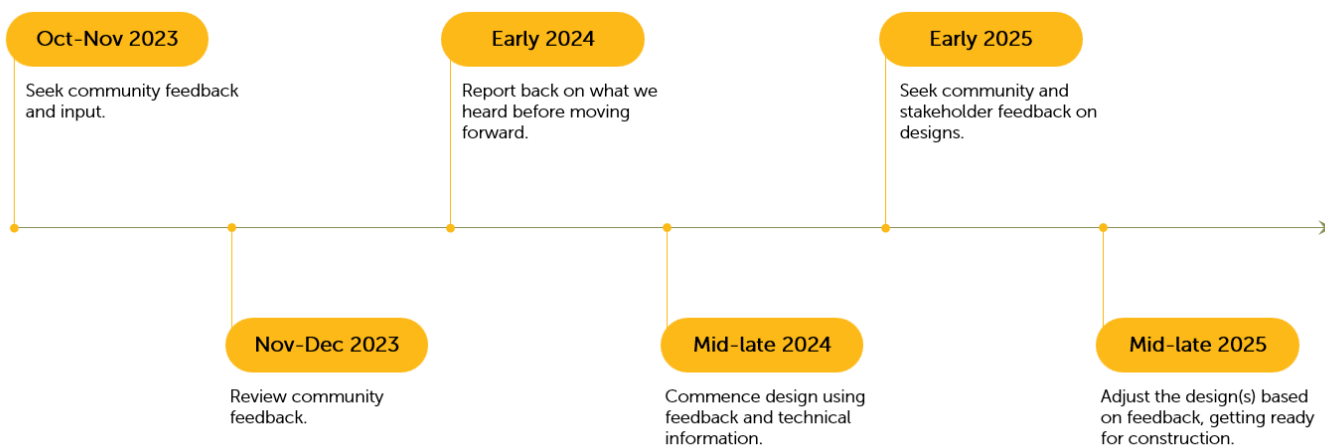 Oct-Nov 2023
Seek community feedback
and input.
Nov-Dec 2023
Review community
feedback.
Early 2024
Report back on what we
heard before moving
forward.
Mid-late 2024
Commence design using
feedback and technical
information.
Early 2025
Seek community and
stakeholder feedback on
designs.
Mid-late 2025
Adjust the design(s) based
on feedback, getting ready
for construction.